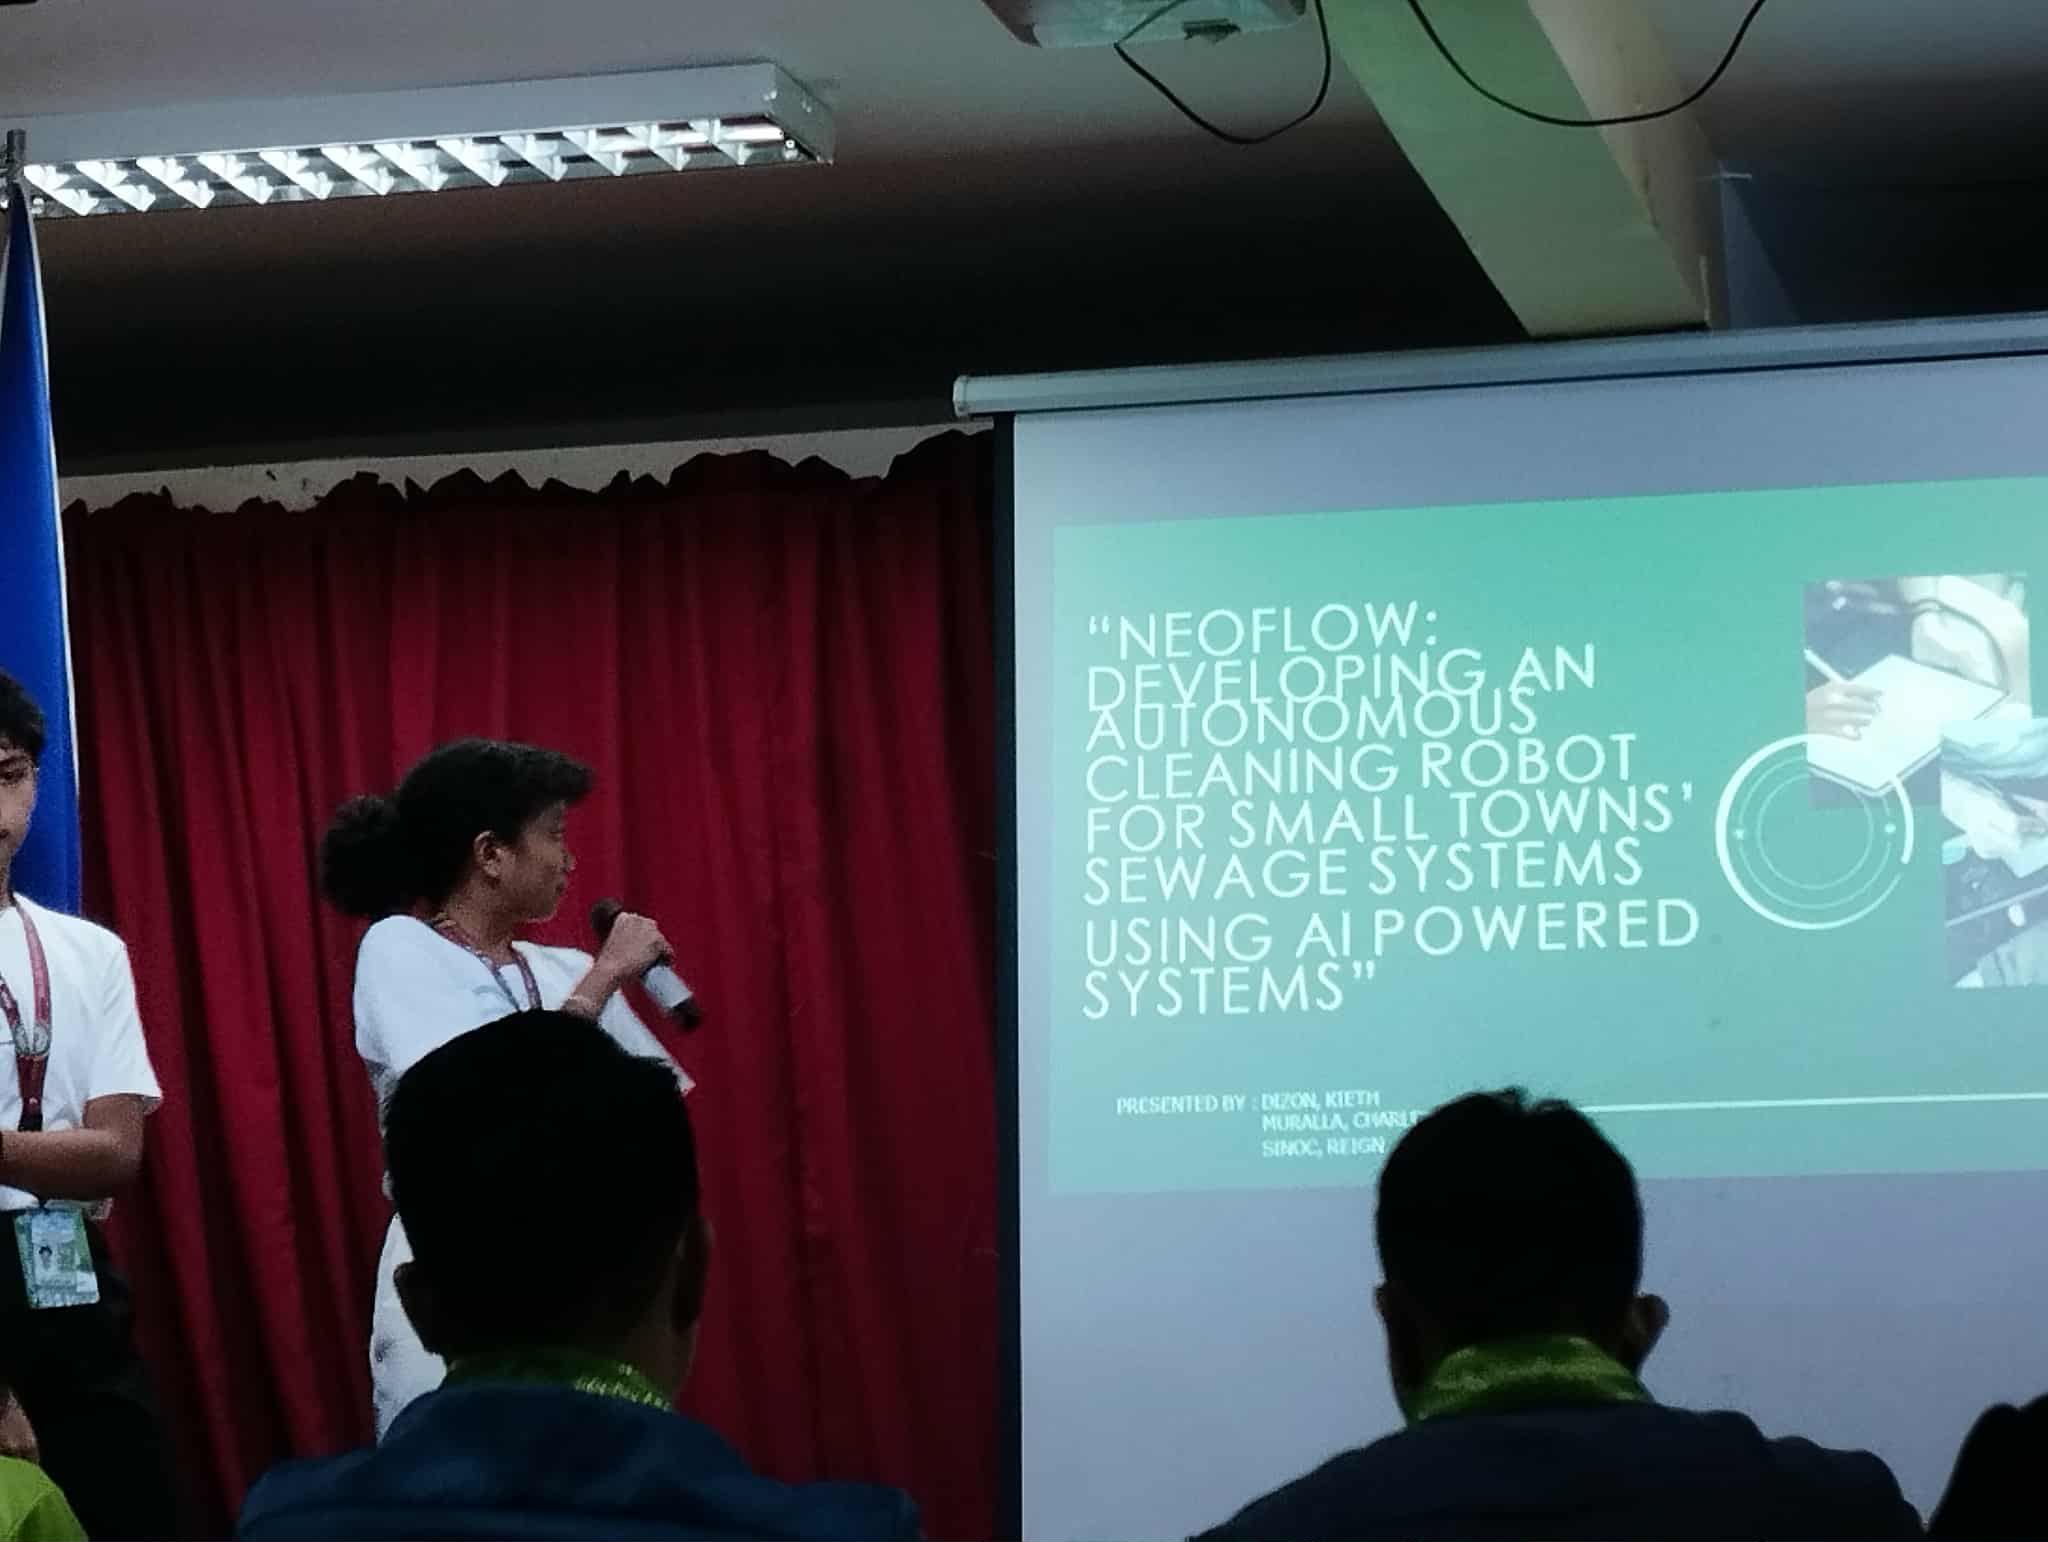 “NEOFLOW:
DEVELOPING AN
AUTONOMOUS
CLEANING ROBOT
FOR SMALL TOWNS’
SEWAGE SYSTEMS
USING AI POWERED
SYSTEMS”
PRESENTED BY : DIZON, KIETH
MURALLA,
SINOC, REIGN